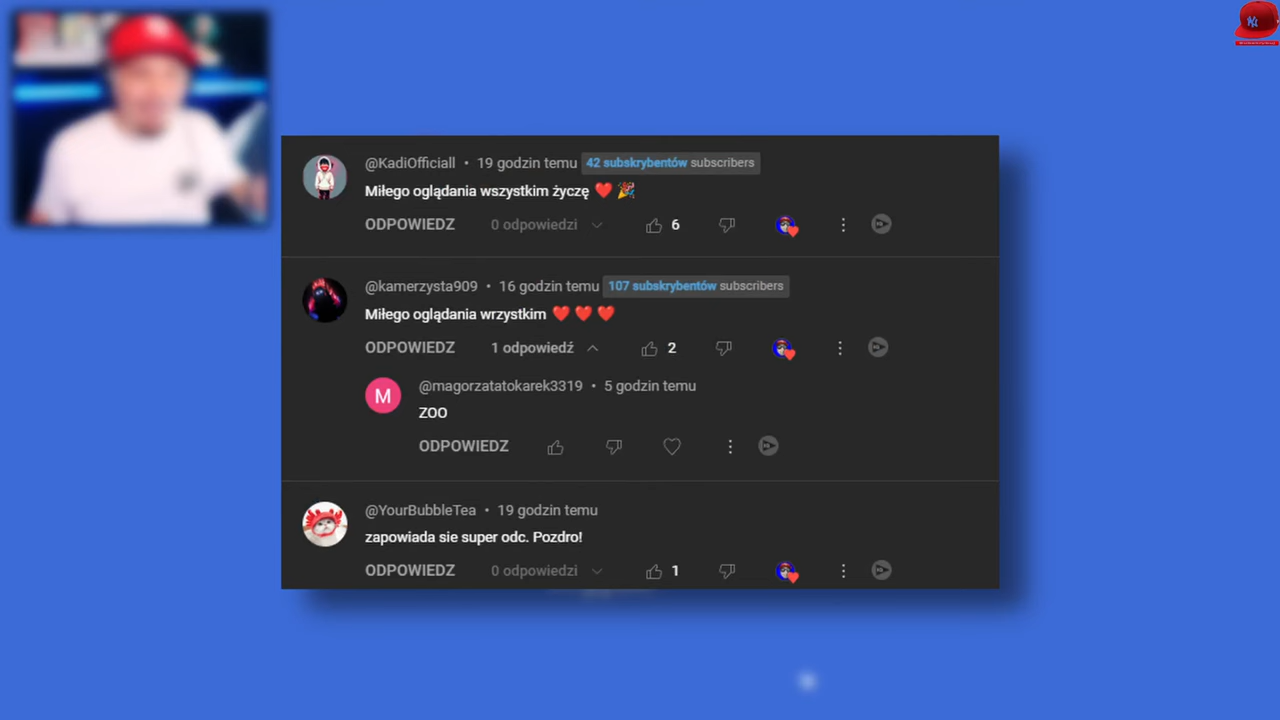 @KadiOfficiall • 19 godzin temu 42 subskrybentów subscribers
Miłego oglądania wszystkim życzę ❤️ 🎉
ODPOWIEDZ 0 odpowiedzi 6
@kamerzysta909 • 16 godzin temu 107 subskrybentów subscribers
Miłego oglądania wrzystkim ❤️ ❤️ ❤️
ODPOWIEDZ 1 odpowiedź 2
M
@magorzatatokarek3319 • 5 godzin temu
ZOO
ODPOWIEDZ
@YourBubbleTea • 19 godzin temu
zapowiada sie super odc. Pozdro!
ODPOWIEDZ 0 odpowiedzi 1